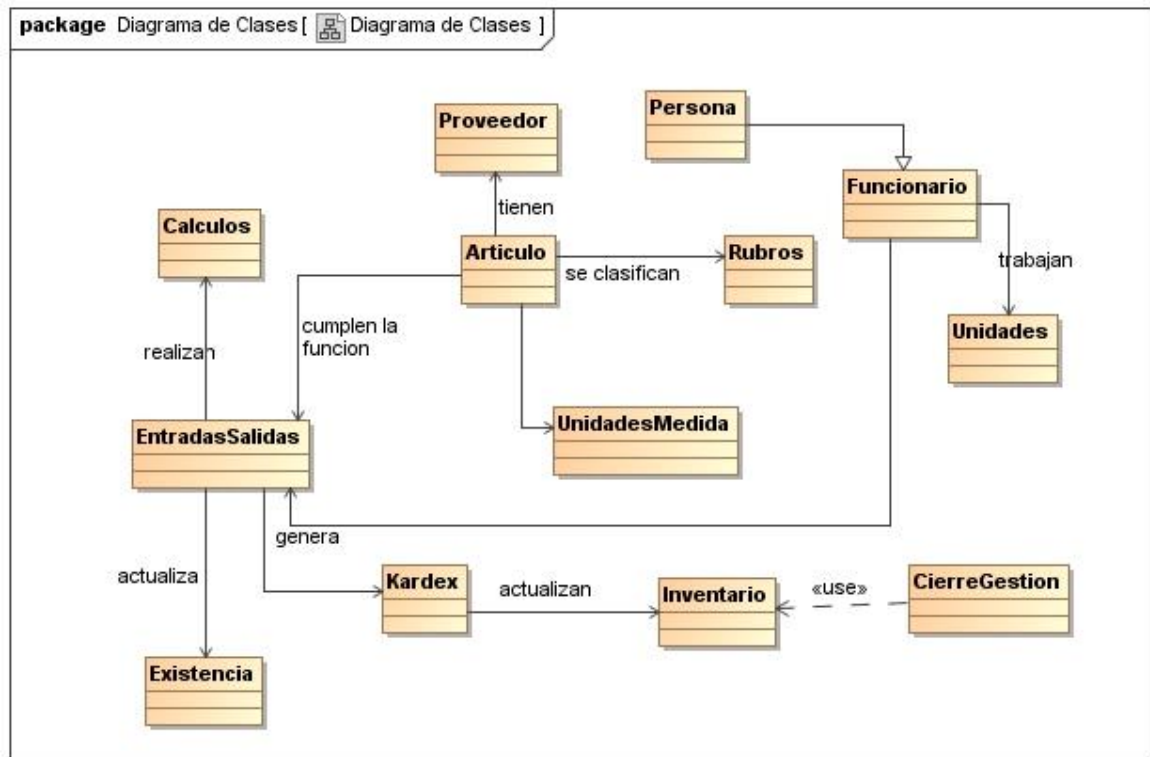 package Diagrama de Clases [ Diagrama de Clases ]
Proveedor
Persona
Funcionario
tienen
Calculos
Articulo
Rubros
se clasifican
trabajan
cumplen la
funcion
Unidades
realizan
UnidadesMedida
EntradasSalidas
genera
actualiza
Kardex
actualizan
Inventario
«use»
CierreGestion
Existencia